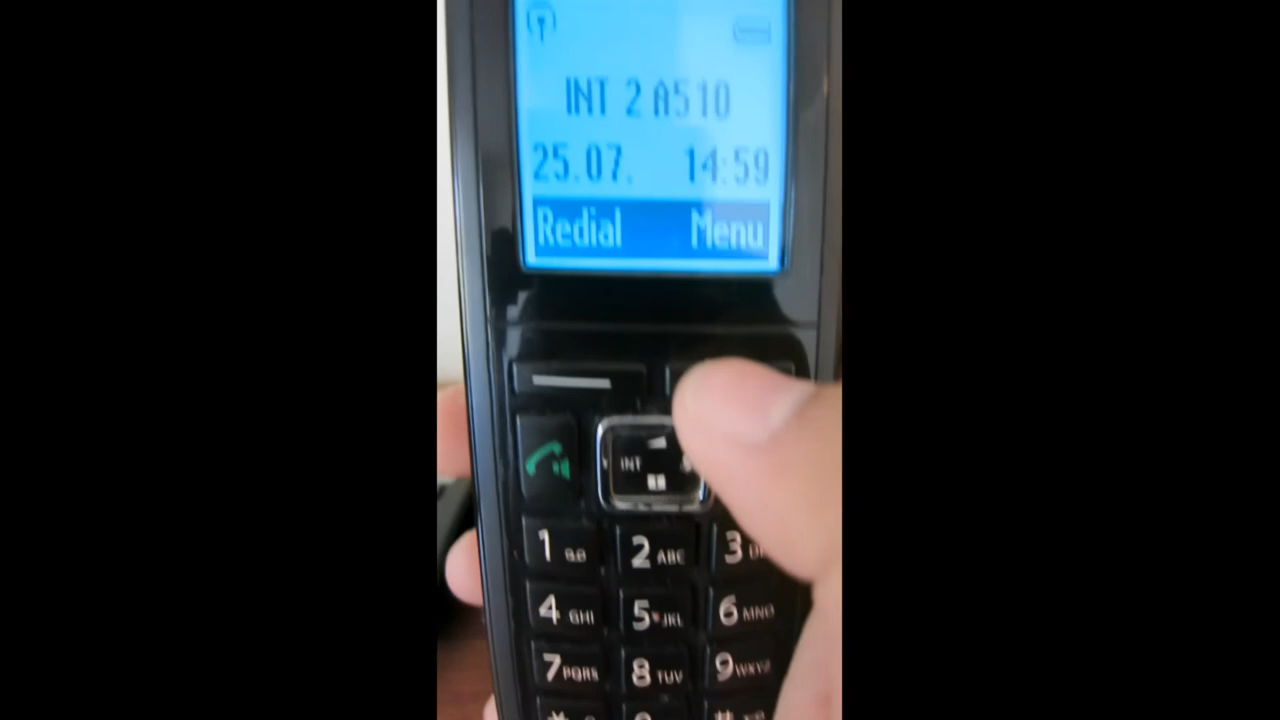 INT 2 A510
25.07. 14:59
Redial Menu
INT
1
2 ABC
3
4 GHI
5 JKL
6 MNO
7 PQRS
8 TUV
9 WXYZ